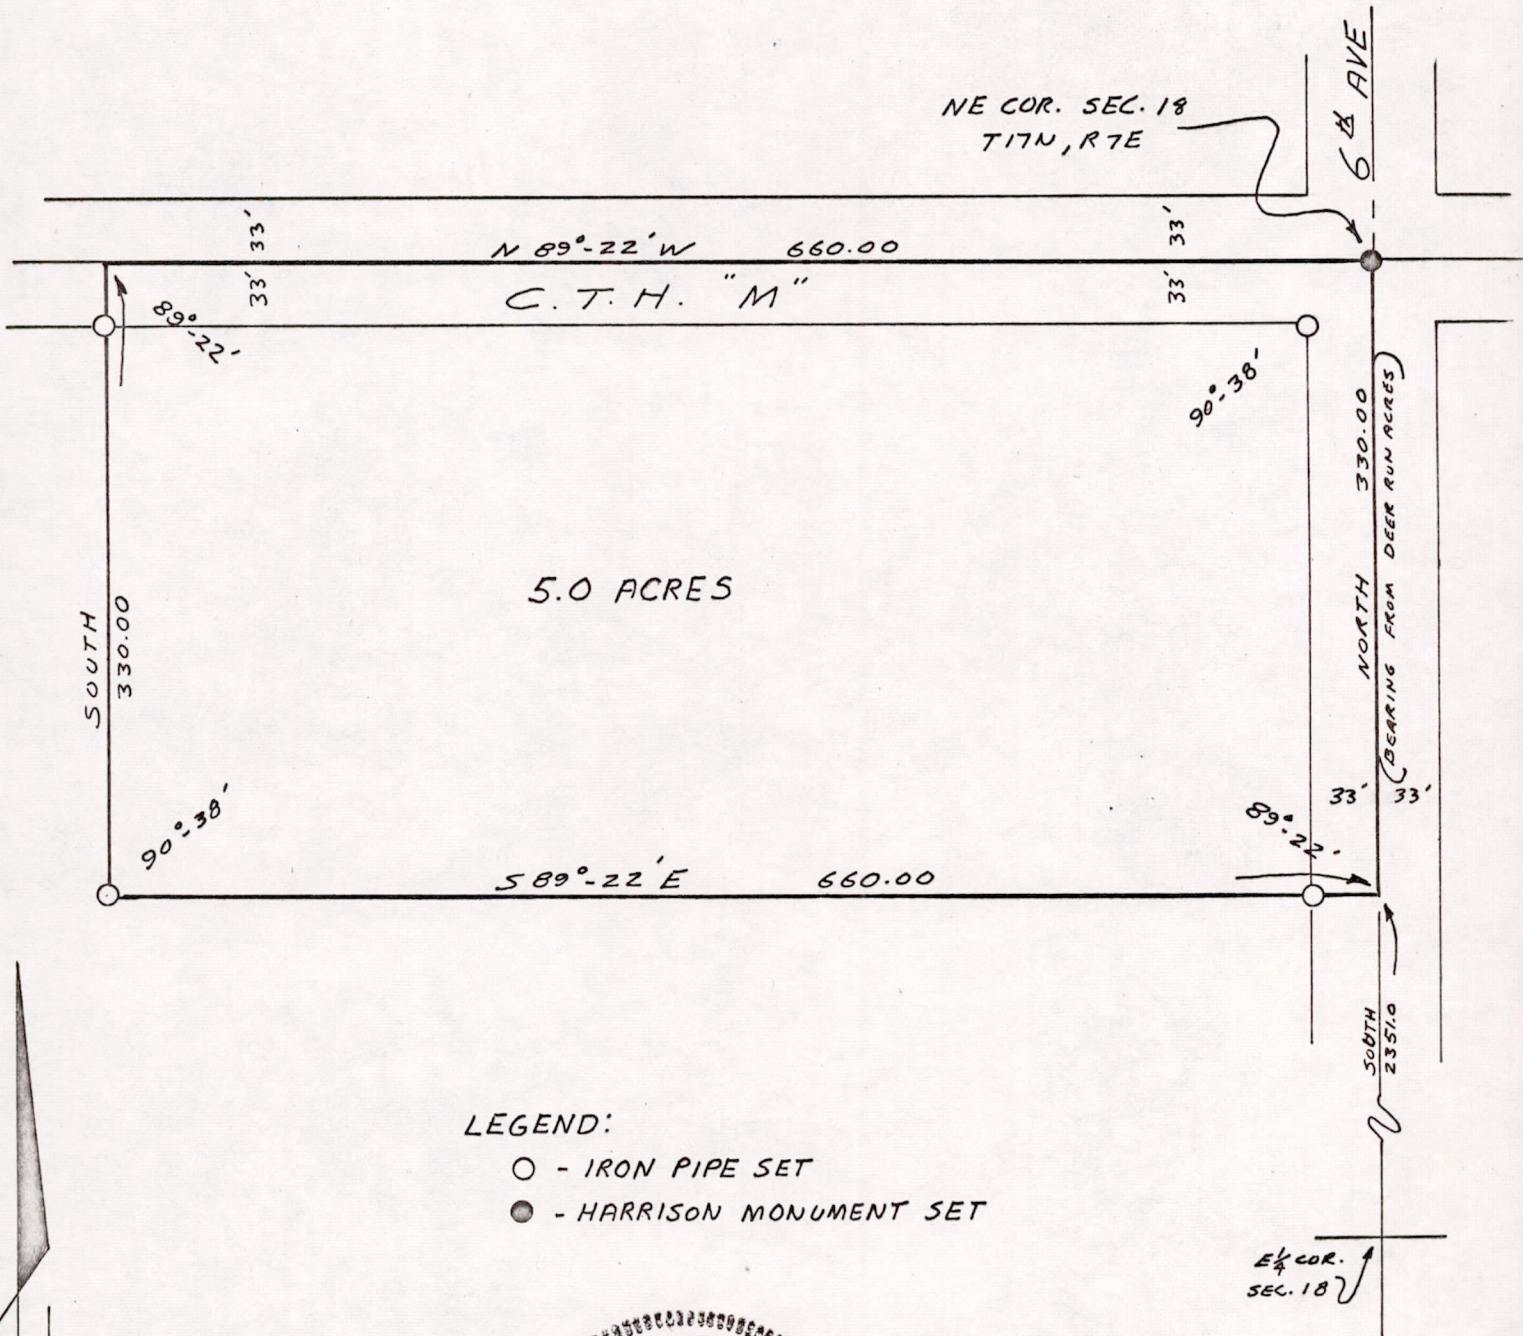 6th AVE
NE COR. SEC. 18
T17N, R7E
33'
33'
N 89°-22' W 660.00
33'
33'
C.T.H. "M"
89°-22'
90°-38'
NORTH 330.00
(BEARING FROM DEER RUN ACRES)
5.0 ACRES
SOUTH
330.00
90°-38'
33'
33'
89°-22'
S 89°-22' E 660.00
SOUTH
2351.0
LEGEND:
- IRON PIPE SET
- HARRISON MONUMENT SET
E 1/4 COR.
SEC. 18